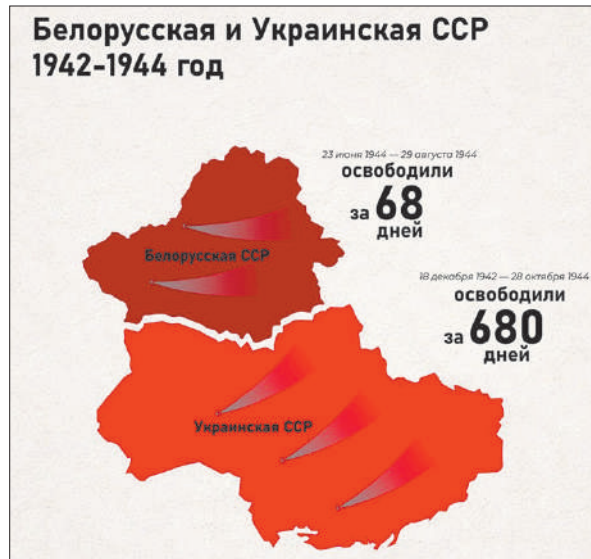 Белорусская и Украинская ССР
1942-1944 год
23 июня 1944 — 29 августа 1944
освободили
за 68
дней
Белорусская ССР
18 декабря 1942 — 28 октября 1944
освободили
за 680
дней
Украинская ССР